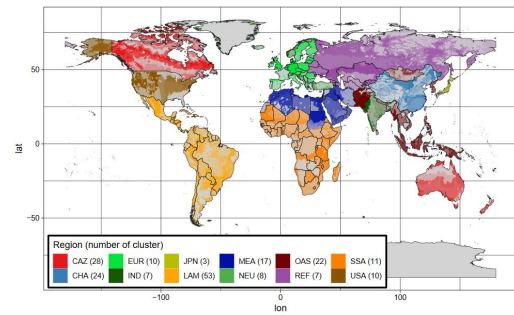 50
0
−50
lat
Region (number of cluster)
CAZ (28) EUR (10) JPN (3) MEA (17) OAS (22) SSA (11)
CHA (24) IND (7) LAM (53) NEU (8) REF (7) USA (10)
−100 0 100
lon